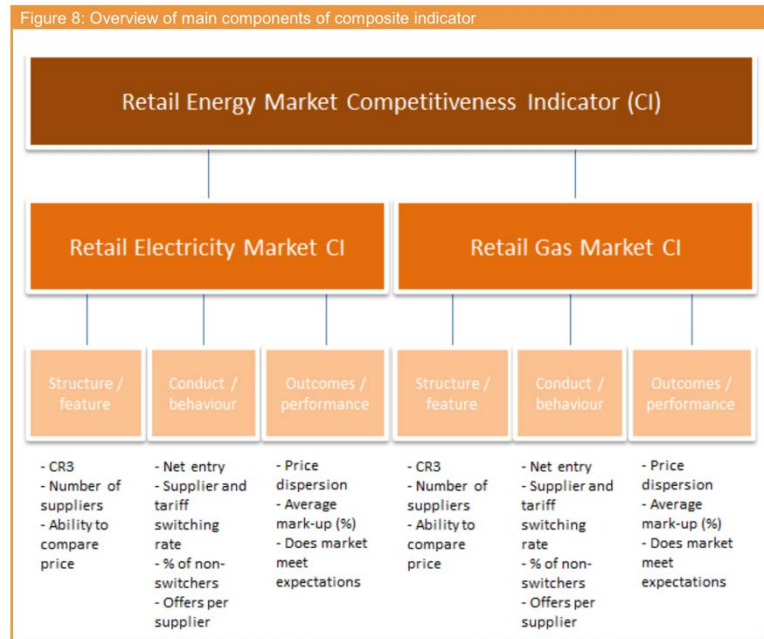 Figure 8: Overview of main components of composite indicator
Retail Energy Market Competitiveness Indicator (CI)
Retail Electricity Market CI
Retail Gas Market CI
Structure /
feature
Conduct /
behaviour
Outcomes /
performance
Structure /
feature
Conduct /
behaviour
Outcomes /
performance
- CR3
- Number of
suppliers
- Ability to
compare
price
- Net entry
- Supplier and
tariff
switching
rate
- % of non-
switchers
- Offers per
supplier
- Price
dispersion
- Average
mark-up (%)
- Does market
meet
expectations
- CR3
- Number of
suppliers
- Ability to
compare
price
- Net entry
- Supplier and
tariff
switching
rate
- % of non-
switchers
- Offers per
supplier
- Price
dispersion
- Average
mark-up (%)
- Does market
meet
expectations